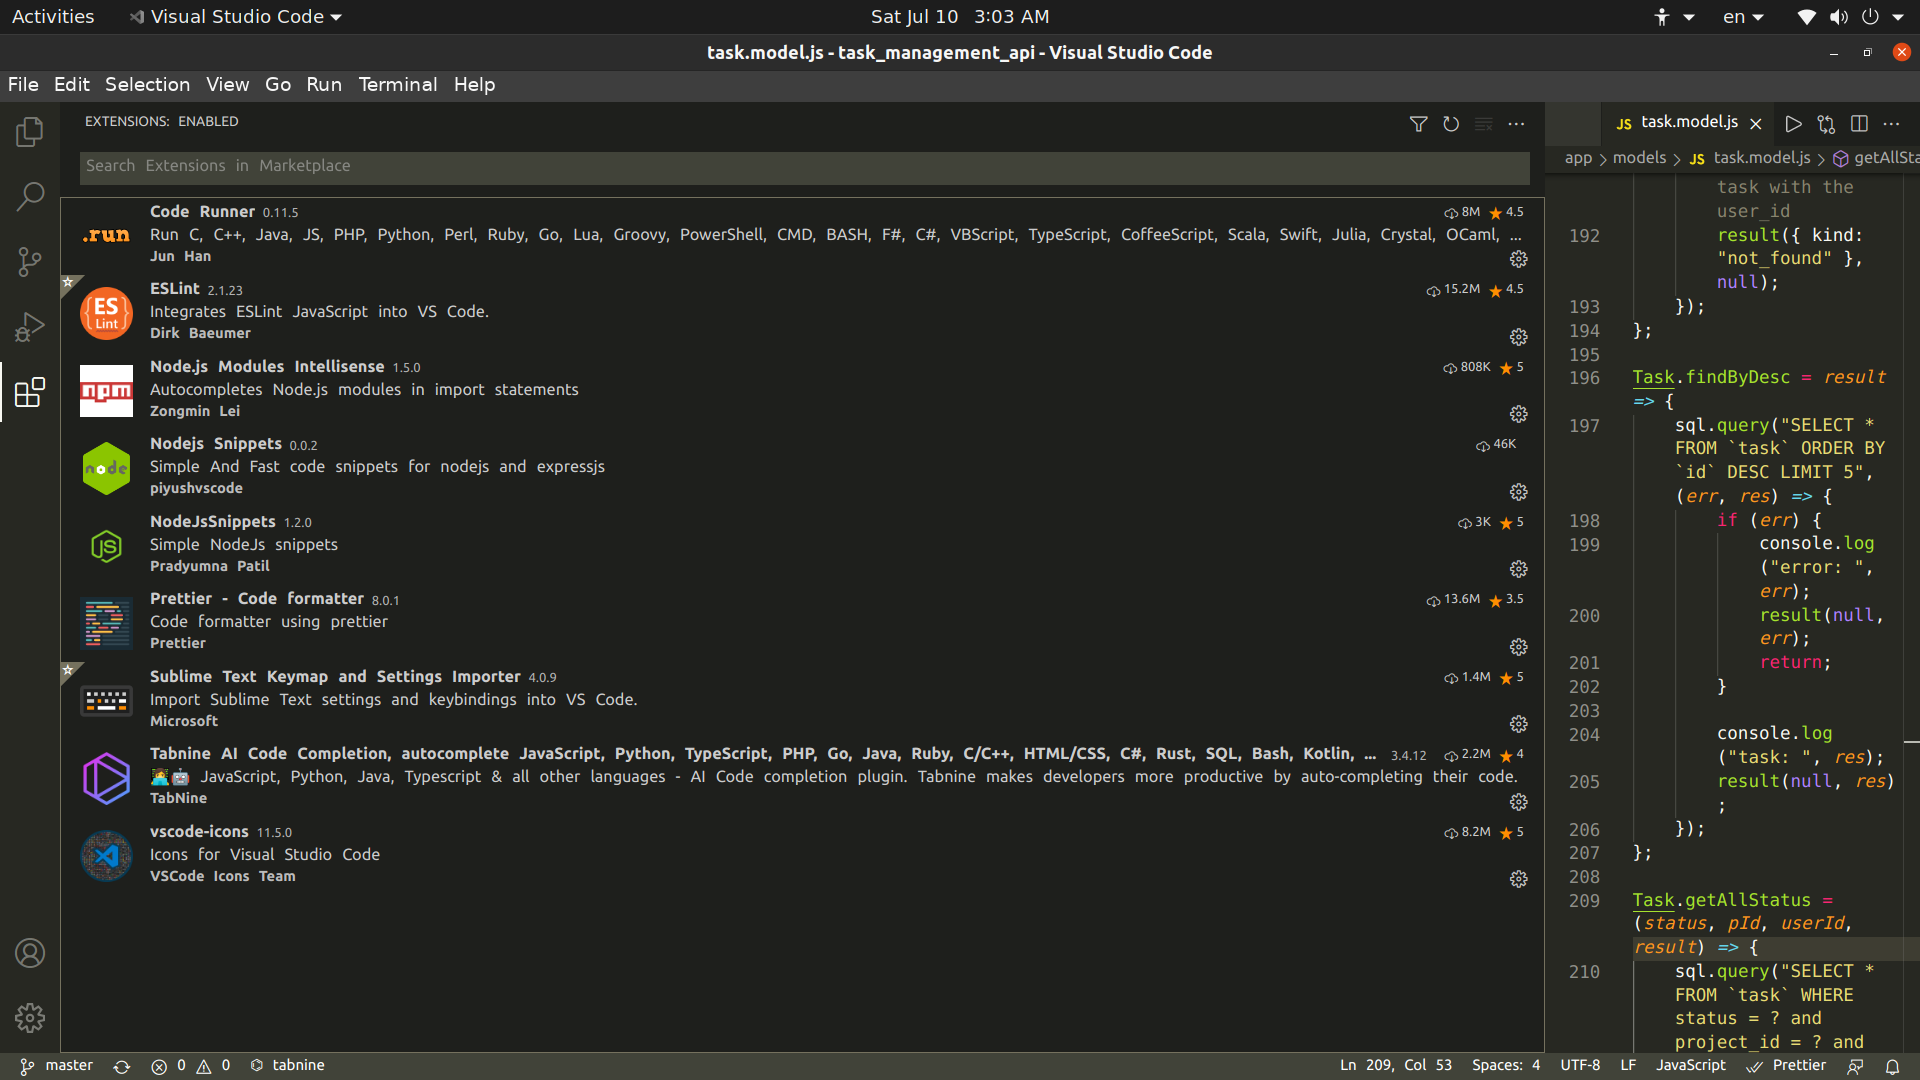 Activities Visual Studio Code Sat Jul 10 3:03 AM en
task.model.js - task_management_api - Visual Studio Code
File Edit Selection View Go Run Terminal Help
EXTENSIONS: ENABLED
Search Extensions in Marketplace
Code Runner 0.11.5 8M 4.5
.run
Run C, C++, Java, JS, PHP, Python, Perl, Ruby, Go, Lua, Groovy, PowerShell, CMD, BASH, F#, C#, VBScript, TypeScript, CoffeeScript, Scala, Swift, Julia, Crystal, OCaml, ...
Jun Han
ESLint 2.1.23 15.2M 4.5
{ES}
Lint
Integrates ESLint JavaScript into VS Code.
Dirk Baeumer
Node.js Modules Intellisense 1.5.0 808K 5
npm
Autocompletes Node.js modules in import statements
Zongmin Lei
Nodejs Snippets 0.0.2 46K
node
Simple And Fast code snippets for nodejs and expressjs
piyushvscode
NodeJsSnippets 1.2.0 3K 5
JS
Simple NodeJs snippets
Pradyumna Patil
Prettier - Code formatter 8.0.1 13.6M 3.5
Code formatter using prettier
Prettier
Sublime Text Keymap and Settings Importer 4.0.9 1.4M 5
Import Sublime Text settings and keybindings into VS Code.
Microsoft
Tabnine AI Code Completion, autocomplete JavaScript, Python, TypeScript, PHP, Go, Java, Ruby, C/C++, HTML/CSS, C#, Rust, SQL, Bash, Kotlin, ... 3.4.12 2.2M 4
👩‍💻🤖 JavaScript, Python, Java, Typescript & all other languages - AI Code completion plugin. Tabnine makes developers more productive by auto-completing their code.
TabNine
vscode-icons 11.5.0 8.2M 5
Icons for Visual Studio Code
VSCode Icons Team
JS task.model.js
app > models > JS task.model.js > getAllSta
task with the
user_id
192 result({ kind:
"not_found" },
null);
193 });
194 };
195
196 Task.findByDesc = result
=> {
197 sql.query("SELECT *
FROM `task` ORDER BY
`id` DESC LIMIT 5",
(err, res) => {
198 if (err) {
199 console.log
("error: ",
err);
200 result(null,
err);
201 return;
202 }
203
204 console.log
("task: ", res);
205 result(null, res)
;
206 });
207 };
208
209 Task.getAllStatus =
(status, pId, userId,
result) => {
210 sql.query("SELECT *
FROM `task` WHERE
status = ? and
project_id = ? and
master 0 0 tabnine Ln 209, Col 53 Spaces: 4 UTF-8 LF JavaScript Prettier